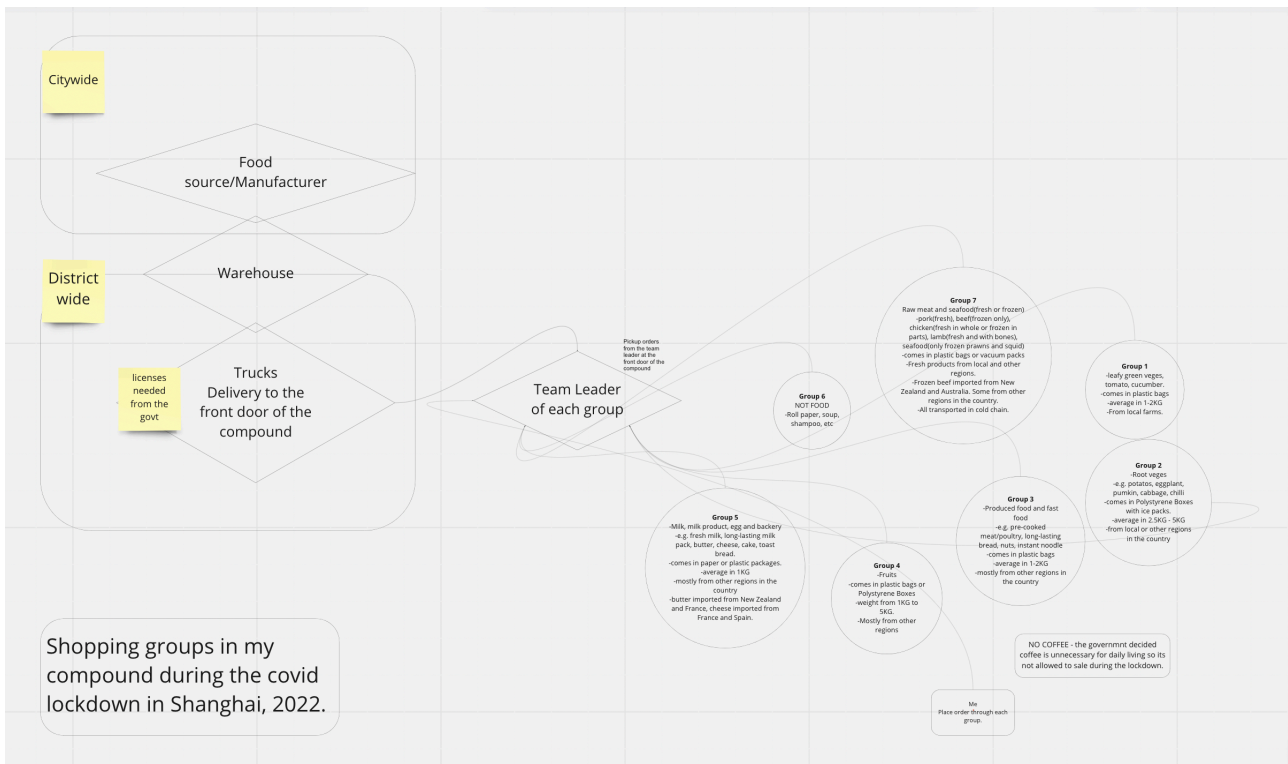 Citywide
Food
source/Manufacturer
District
wide
Warehouse
licenses
needed
from the
govt
Trucks
Delivery to the
front door of the
compound
Team Leader
of each group
Pickup orders
from the team
leader at the
front door of the
compound
Group 7
Raw meat and seafood(fresh or frozen)
-pork(fresh), beef(frozen only),
chicken(fresh in whole or frozen in
parts), lamb(fresh and with bones),
seafood(only frozen prawns and squid)
-comes in plastic bags or vacuum packs
-Fresh products from local and other
regions.
-Frozen beef imported from New
Zealand and Australia. Some from other
regions in the country.
-All transported in cold chain.
Group 6
NOT FOOD
-Roll paper, soup,
shampoo, etc
Group 1
-leafy green veges,
tomato, cucumber.
-comes in plastic bags
-average in 1-2KG
-From local farms.
Group 2
-Root veges
-e.g. potatos, eggplant,
pumkin, cabbage, chilli
-comes in Polystyrene Boxes
with ice packs.
-average in 2.5KG - 5KG
-from local or other regions
in the country
Group 3
-Produced food and fast
food
-e.g. pre-cooked
meat/poultry, long-lasting
bread, nuts, instant noodle
-comes in plastic bags
-average in 1-2KG
-mostly from other regions in
the country
Group 5
-Milk, milk product, egg and backery
-e.g. fresh milk, long-lasting milk
pack, butter, cheese, cake, toast
bread.
-comes in paper or plastic packages.
-average in 1KG
-mostly from other regions in the
country
-butter imported from New Zealand
and France, cheese imported from
France and Spain.
Group 4
-Fruits
-comes in plastic bags or
Polystyrene Boxes
-weight from 1KG to
5KG.
-Mostly from other
regions
NO COFFEE - the governmnt decided
coffee is unnecessary for daily living so its
not allowed to sale during the lockdown.
Me
Place order through each
group.
Shopping groups in my
compound during the covid
lockdown in Shanghai, 2022.